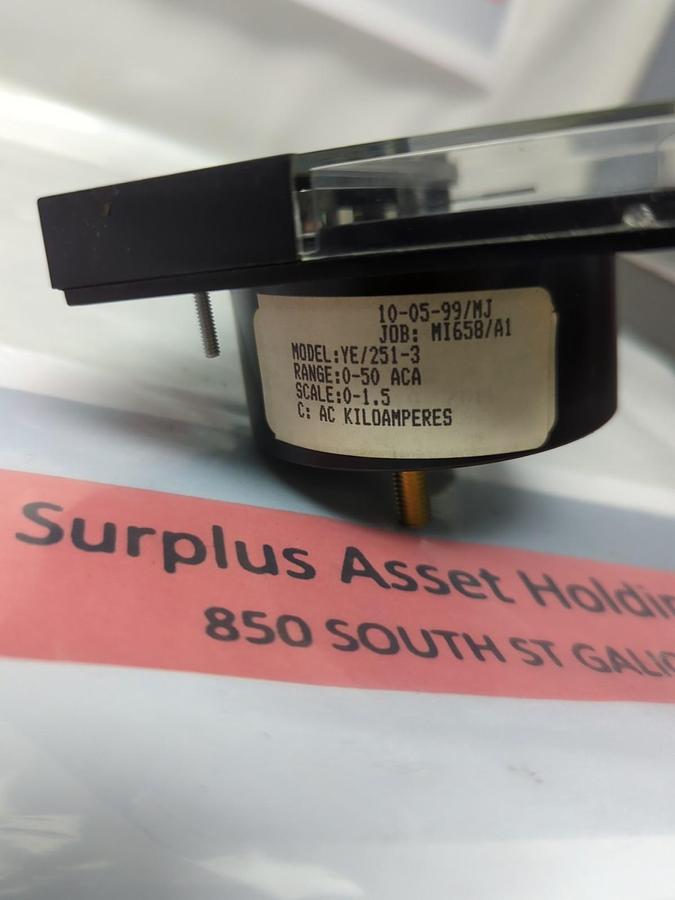 10-05-99/MJ
JOB: MI658/A1
MODEL:YE/251-3
RANGE:0-50 ACA
SCALE:0-1.5
C: AC KILOAMPERES
Surplus Asset Holdin
850 SOUTH ST GALI